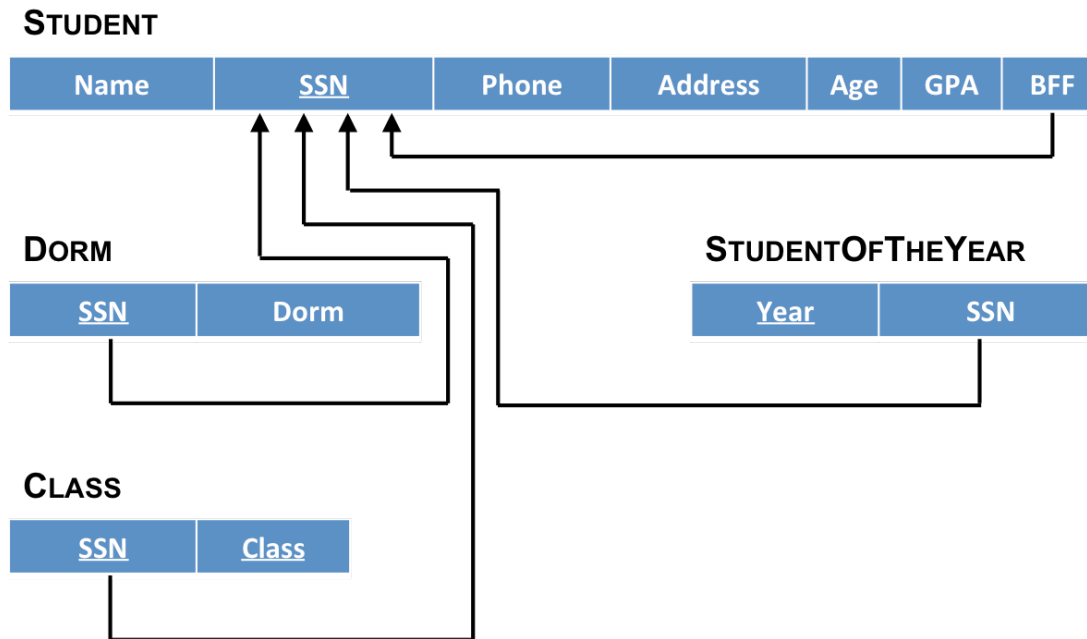 STUDENT
Name SSN Phone Address Age GPA BFF
DORM
STUDENTOFTHEYEAR
SSN Dorm
Year SSN
CLASS
SSN Class